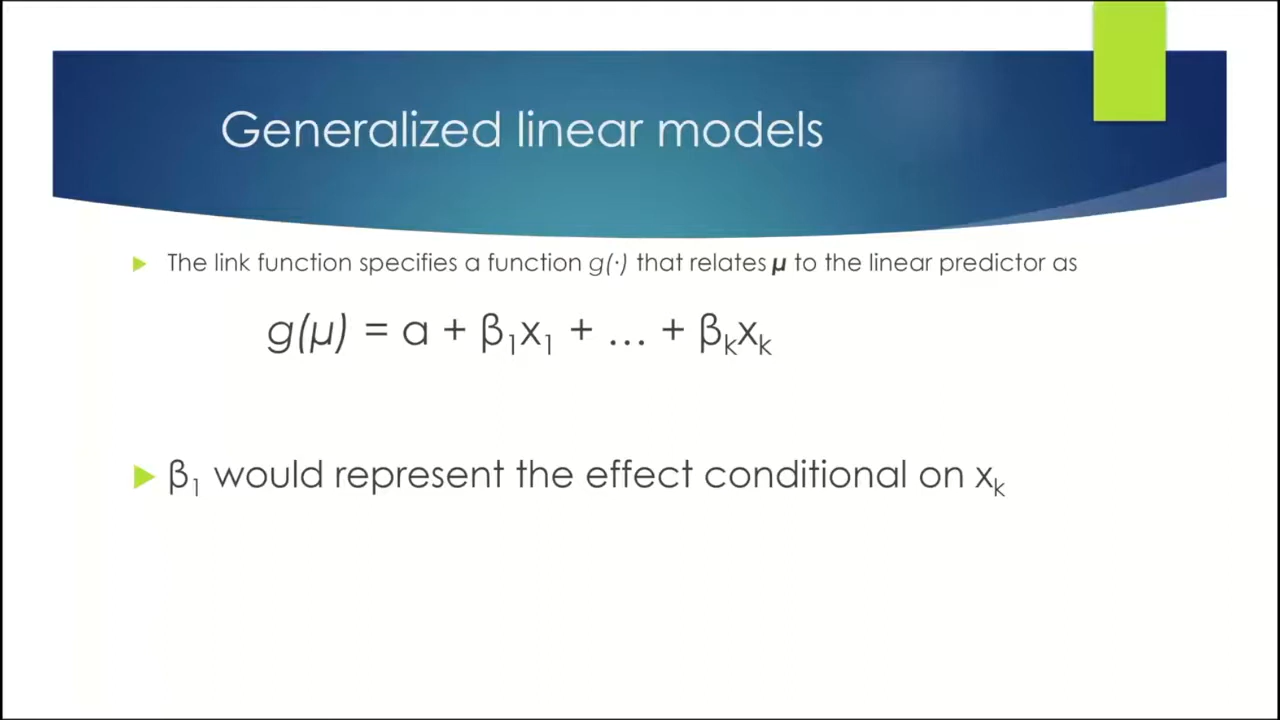 Generalized linear models
The link function specifies a function g(·) that relates μ to the linear predictor as
g(μ) = α + β₁x₁ + … + βₖxₖ
β₁ would represent the effect conditional on xₖ